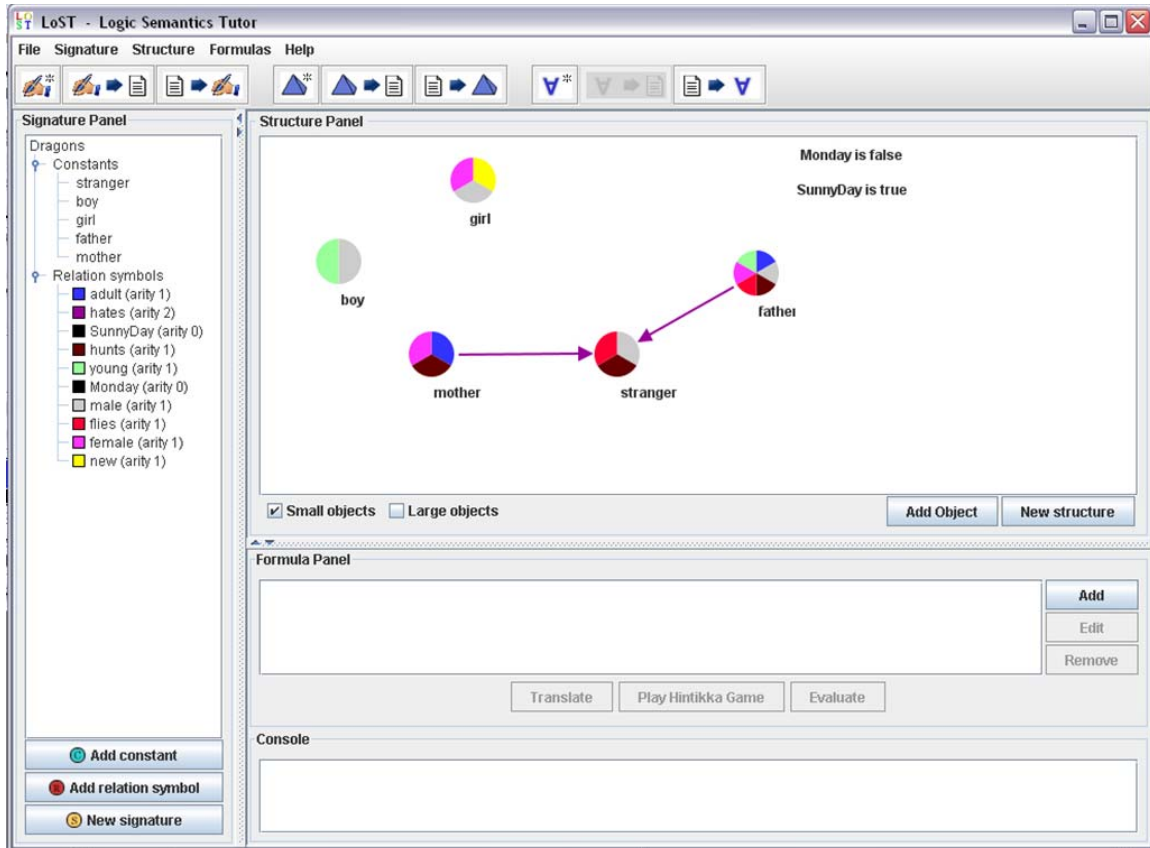 LoST - Logic Semantics Tutor
File Signature Structure Formulas Help
Signature Panel
Dragons
Constants
stranger
boy
girl
father
mother
Relation symbols
adult (arity 1)
hates (arity 2)
SunnyDay (arity 0)
hunts (arity 1)
young (arity 1)
Monday (arity 0)
male (arity 1)
flies (arity 1)
female (arity 1)
new (arity 1)
Add constant
Add relation symbol
New signature
Structure Panel
Monday is false
SunnyDay is true
girl
boy
father
mother
stranger
Small objects
Large objects
Add Object
New structure
Formula Panel
Add
Edit
Remove
Translate
Play Hintikka Game
Evaluate
Console